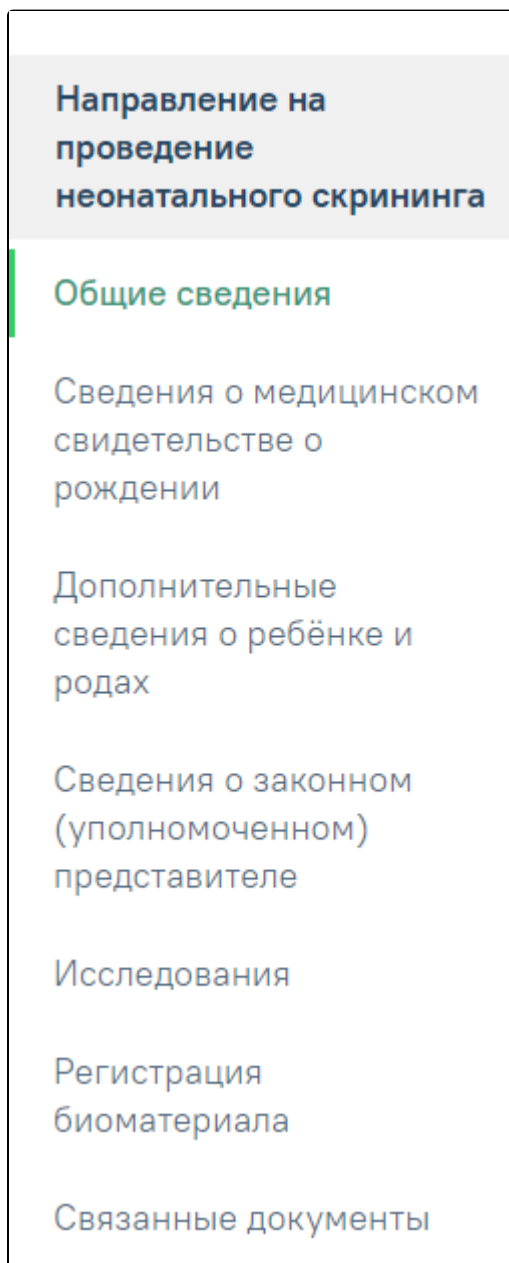 Направление на
проведение
неонатального скрининга
Общие сведения
Сведения о медицинском
свидетельстве о
рождении
Дополнительные
сведения о ребёнке и
родах
Сведения о законном
(уполномоченном)
представителе
Исследования
Регистрация
биоматериала
Связанные документы